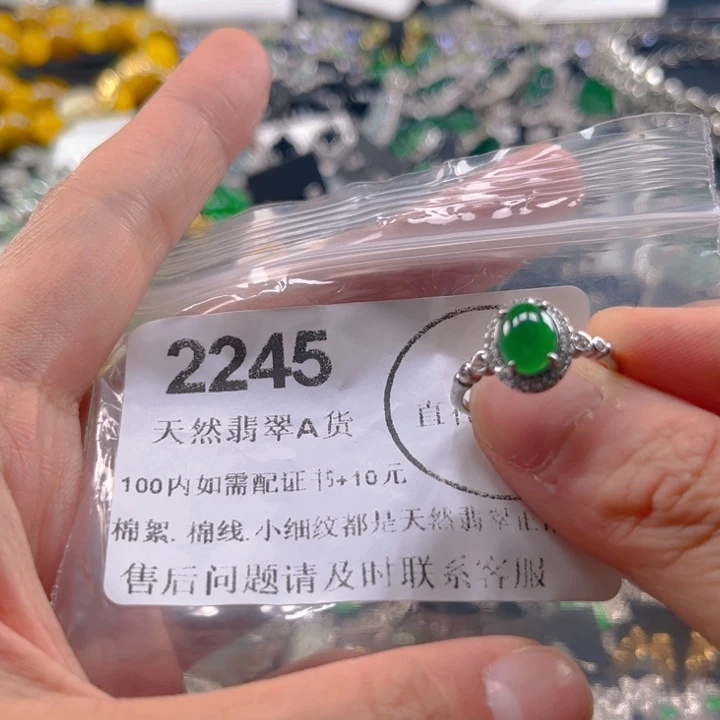 2245
天然翡翠A货
直
100内如需配证书+10元
棉絮. 棉线.小细纹都是天然翡翠正
售后问题请及时联系客服